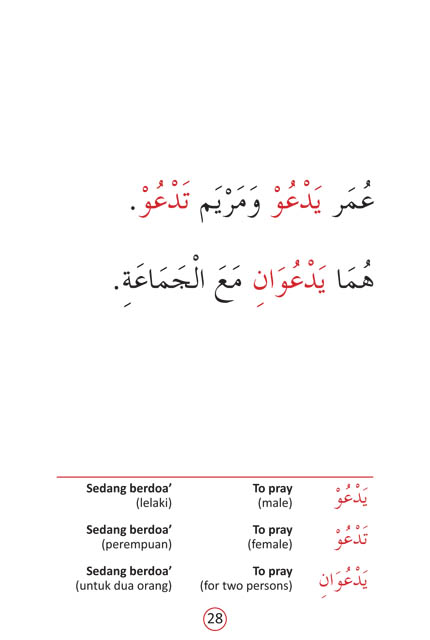 عُمَر يَدْعُوْ وَمَرْيَم تَدْعُوْ.
هُمَا يَدْعُوَانِ مَعَ الْجَمَاعَةِ.
Sedang berdoa’ To pray يَدْعُوْ
(lelaki) (male)
Sedang berdoa’ To pray تَدْعُوْ
(perempuan) (female)
Sedang berdoa’ To pray يَدْعُوَانِ
(untuk dua orang) (for two persons)
28